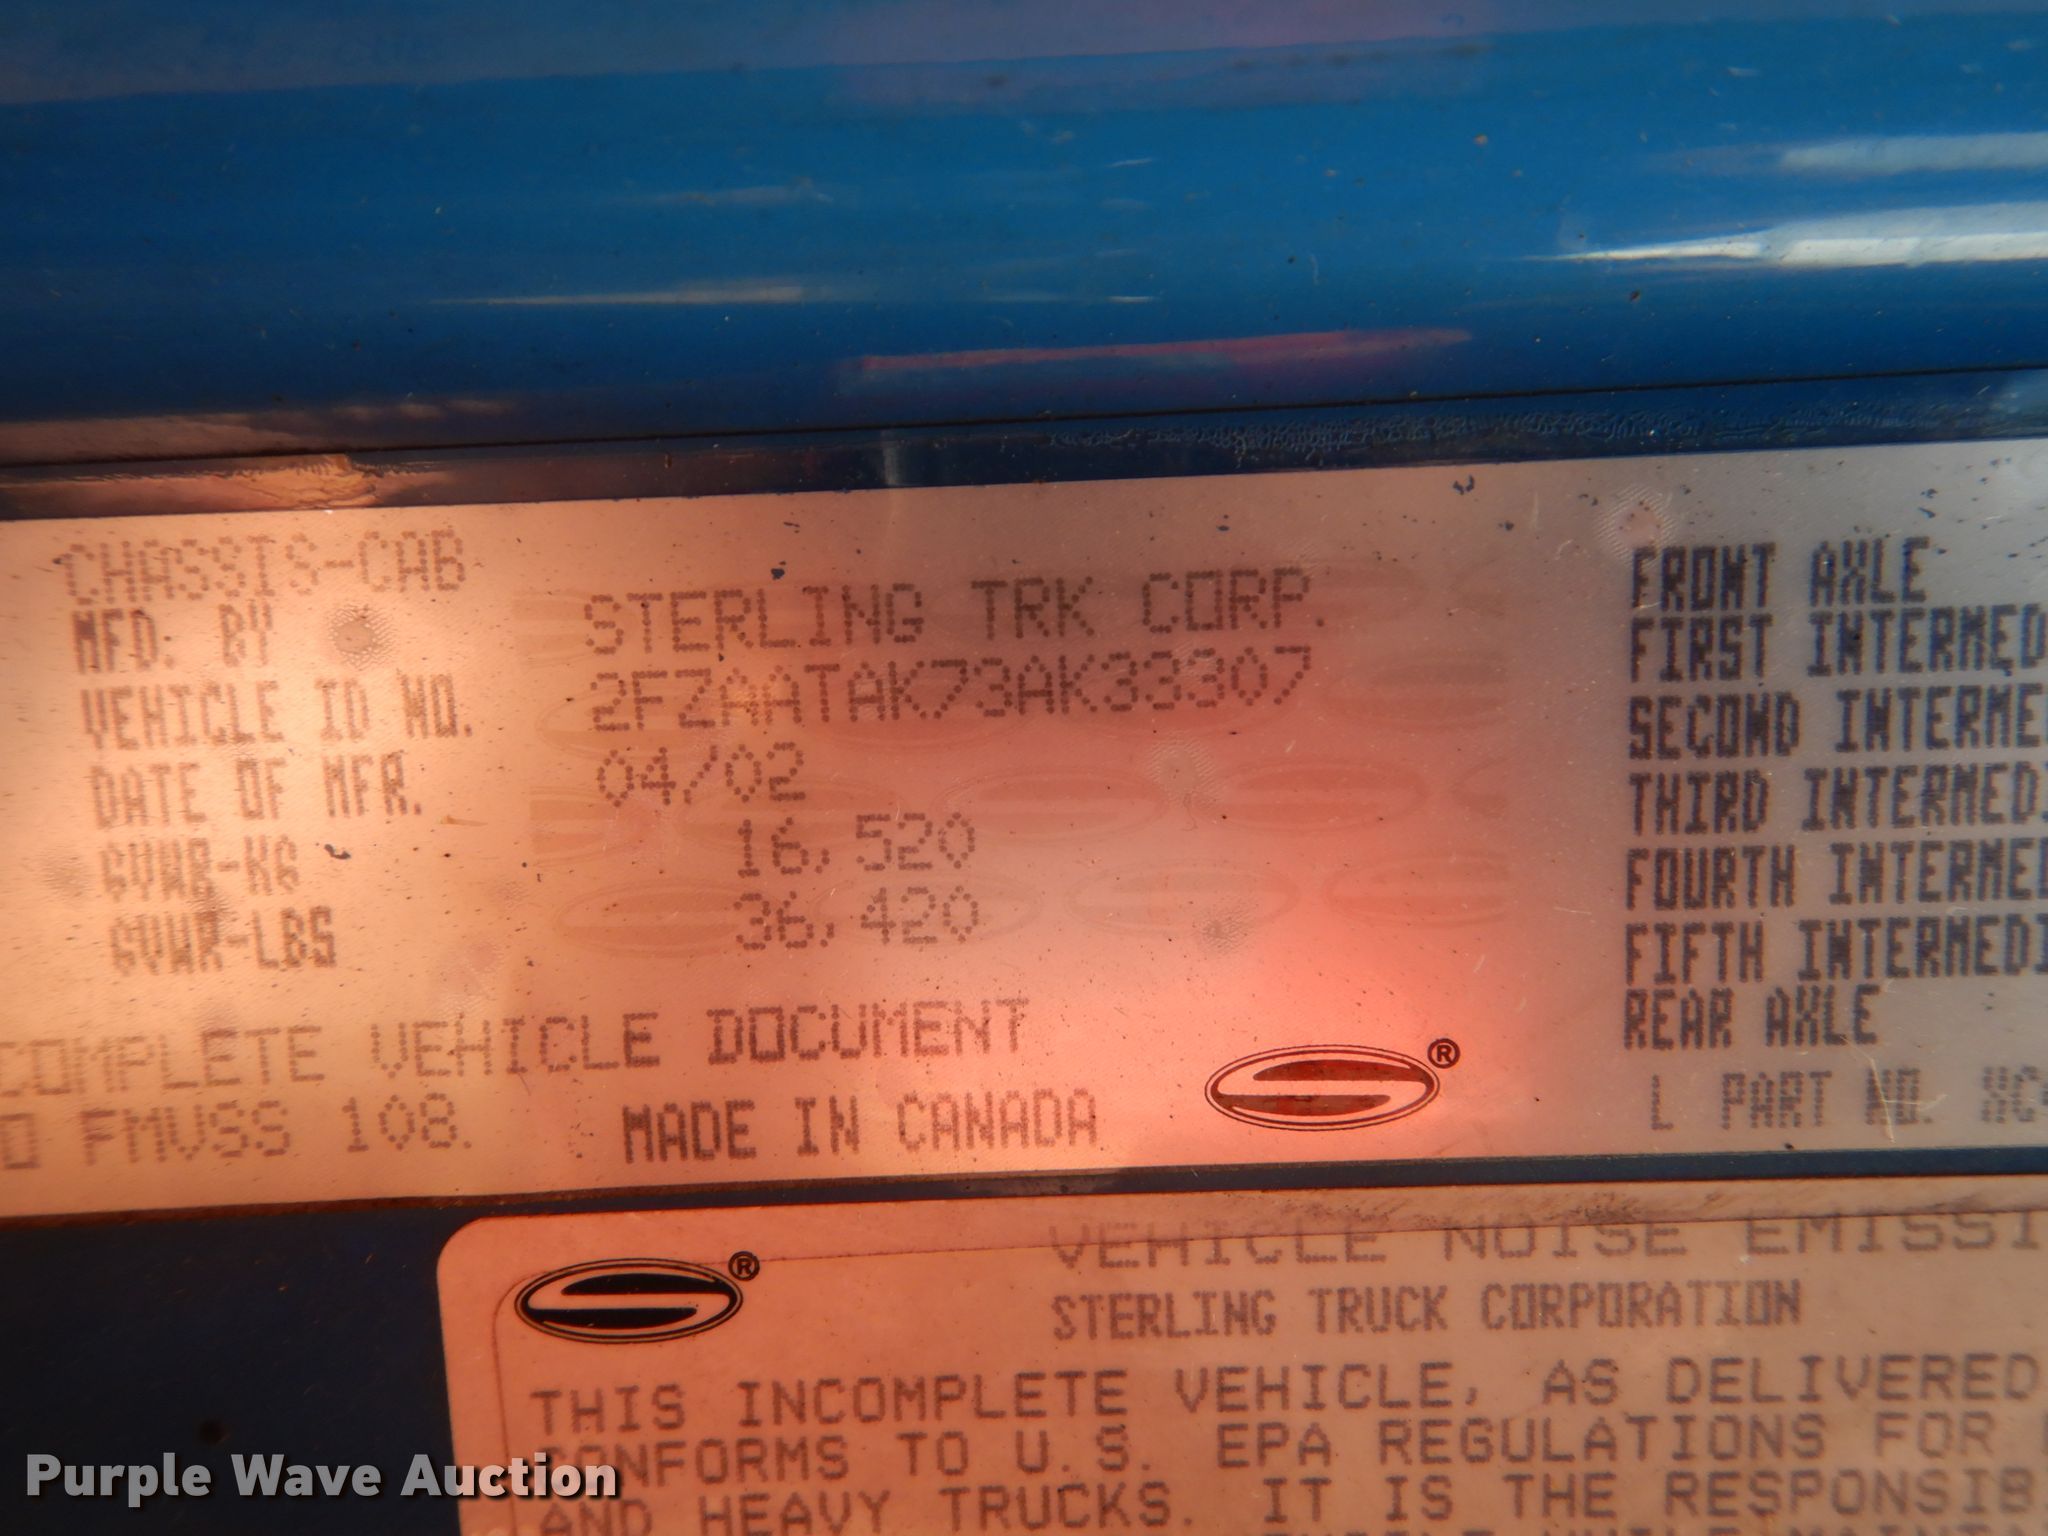 CHASSIS-CAB
MFD. BY STERLING TRK CORP.
VEHICLE ID NO. 2FZAATAK73AK33307
DATE OF MFR. 04/02
GVWR-KG 16,520
GVWR-LBS 36,420
COMPLETE VEHICLE DOCUMENT
FMVSS 108. MADE IN CANADA
®
FRONT AXLE
FIRST INTERMED
SECOND INTERME
THIRD INTERMEDI
FOURTH INTERMED
FIFTH INTERMEDI
REAR AXLE
L PART NO.
®
VEHICLE NOISE EMISSI
STERLING TRUCK CORPORATION
THIS INCOMPLETE VEHICLE, AS DELIVERED
CONFORMS TO U.S. EPA REGULATIONS FOR
AND HEAVY TRUCKS. IT IS THE RESPONSIB
Purple Wave Auction